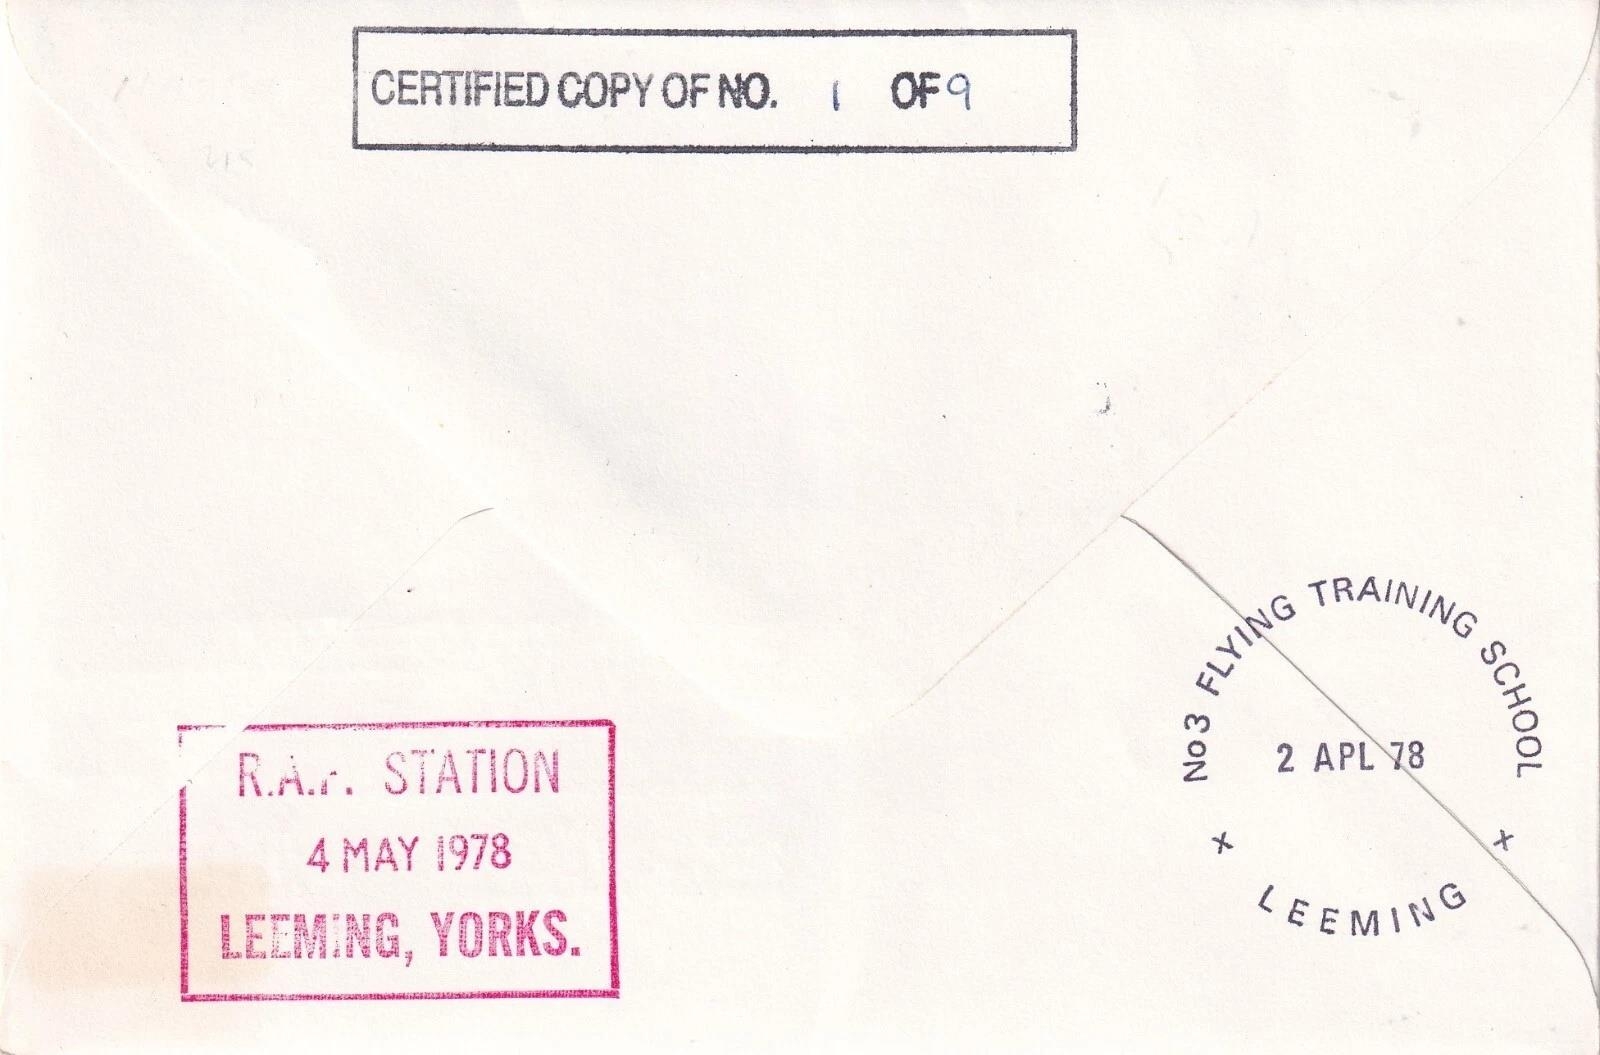 CERTIFIED COPY OF NO. 1 OF 9
No3 FLYING TRAINING SCHOOL
2 APL 78
x x
LEEMING
R.A.F. STATION
4 MAY 1978
LEEMING, YORKS.